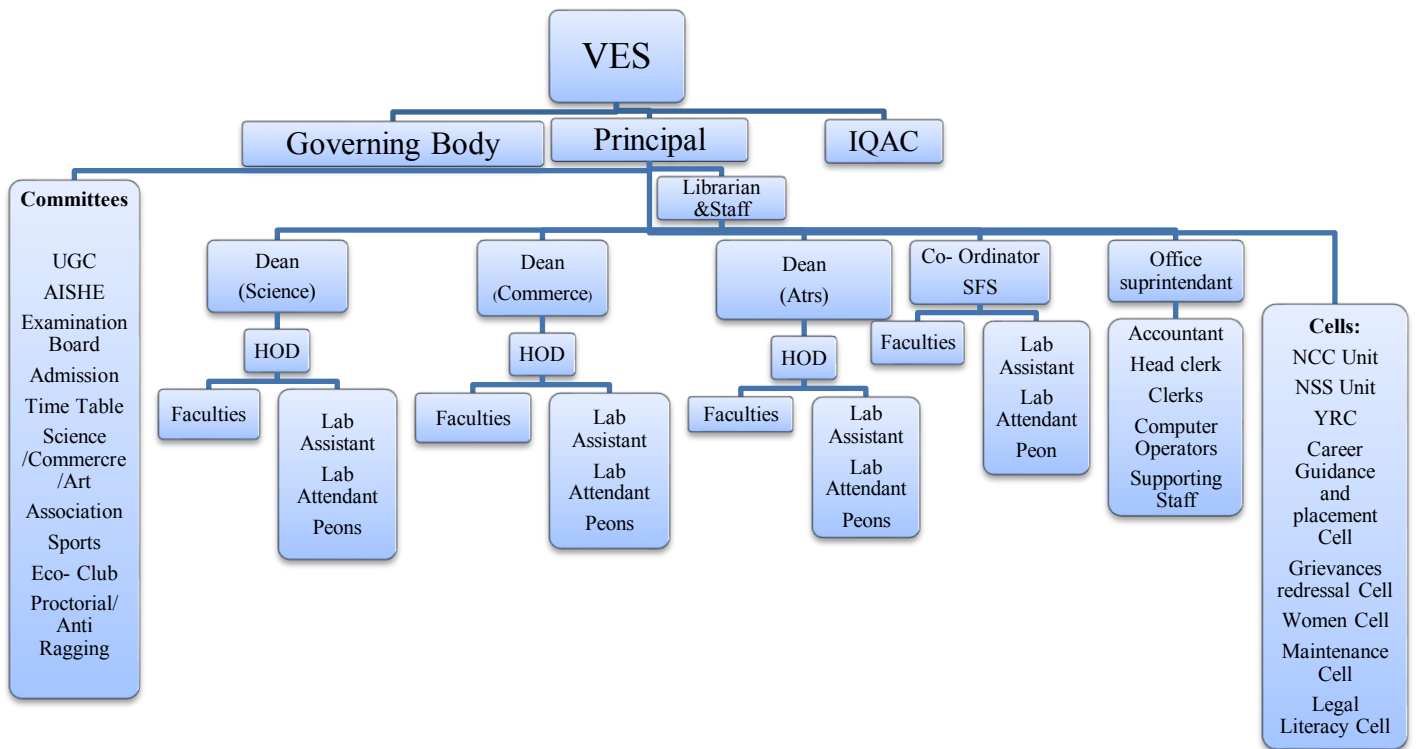 VES
Governing Body
Principal
IQAC
Committees
UGC
AISHE
Examination
Board
Admission
Time Table
Science
/Commercre
/Art
Association
Sports
Eco- Club
Proctorial/
Anti
Ragging
Librarian
&Staff
Dean
(Science)
HOD
Faculties
Lab
Assistant
Lab
Attendant
Peons
Dean
(Commerce)
HOD
Faculties
Lab
Assistant
Lab
Attendant
Peons
Dean
(Atrs)
HOD
Faculties
Lab
Assistant
Lab
Attendant
Peons
Co- Ordinator
SFS
Faculties
Lab
Assistant
Lab
Attendant
Peon
Office
suprintendant
Accountant
Head clerk
Clerks
Computer
Operators
Supporting
Staff
Cells:
NCC Unit
NSS Unit
YRC
Career
Guidance
and
placement
Cell
Grievances
redressal Cell
Women Cell
Maintenance
Cell
Legal
Literacy Cell